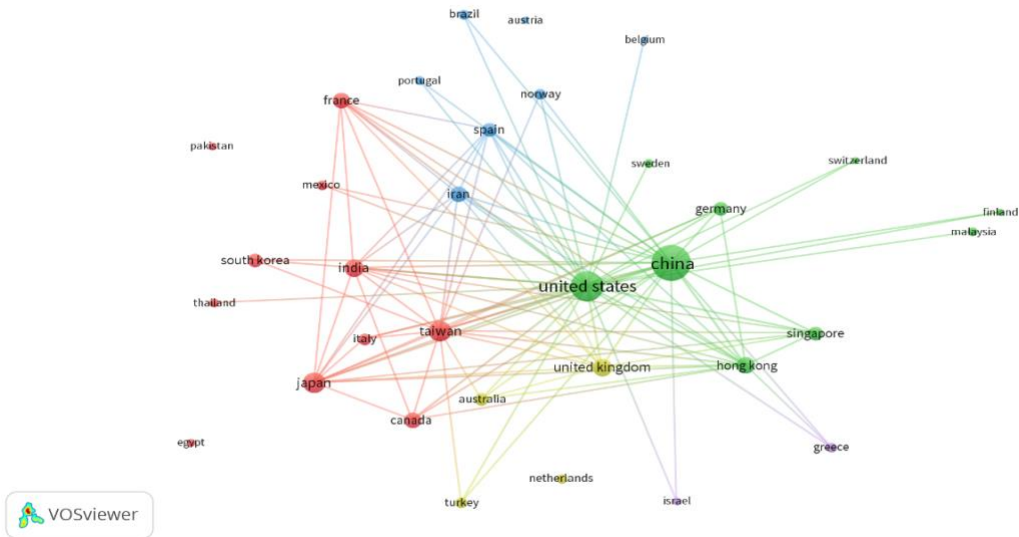 brazil
austria
belgium
portugal
norway
france
spain
pakistan
sweden
switzerland
mexico
iran
germany
finland
malaysia
south korea
india
china
united states
thailand
taiwan
italy
singapore
japan
united kingdom
hong kong
australia
canada
egypt
greece
netherlands
turkey
israel
VOSviewer